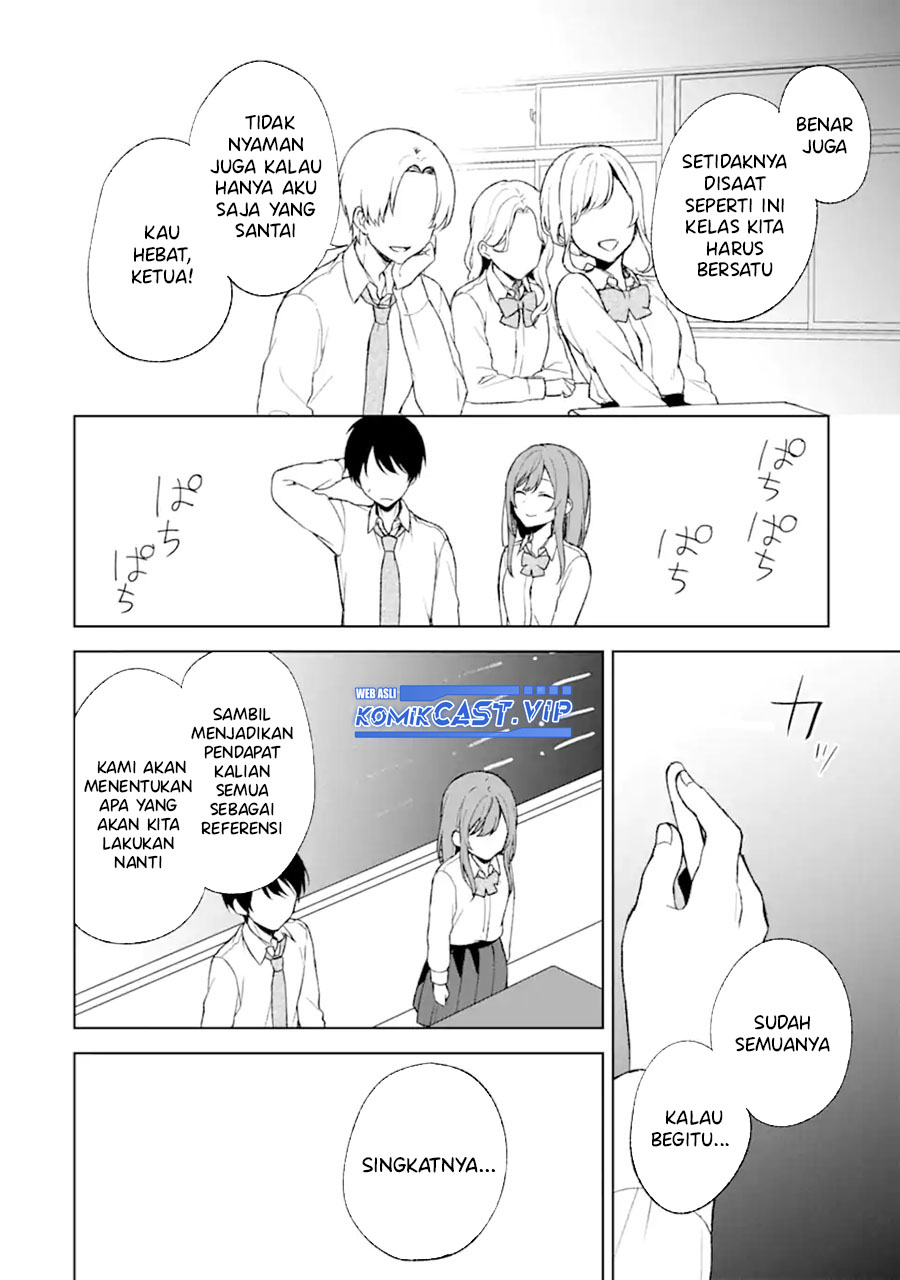 BENAR
JUGA
SETIDAKNYA
DISAAT
SEPERTI INI
KELAS KITA
HARUS
BERSATU
TIDAK
NYAMAN
JUGA KALAU
HANYA AKU
SAJA YANG
SANTAI
KAU
HEBAT,
KETUA!
ぱち
ぱち
ぱち
ぱち
ぱち
カッ
SUDAH
SEMUANYA
KALAU
BEGITU...
WEB ASLI
KOMIKCAST.VIP
SAMBIL
MENJADIKAN
PENDAPAT
KALIAN
SEMUA
SEBAGAI
REFERENSI
KAMI AKAN
MENENTUKAN
APA YANG
AKAN KITA
LAKUKAN
NANTI
SINGKATNYA...